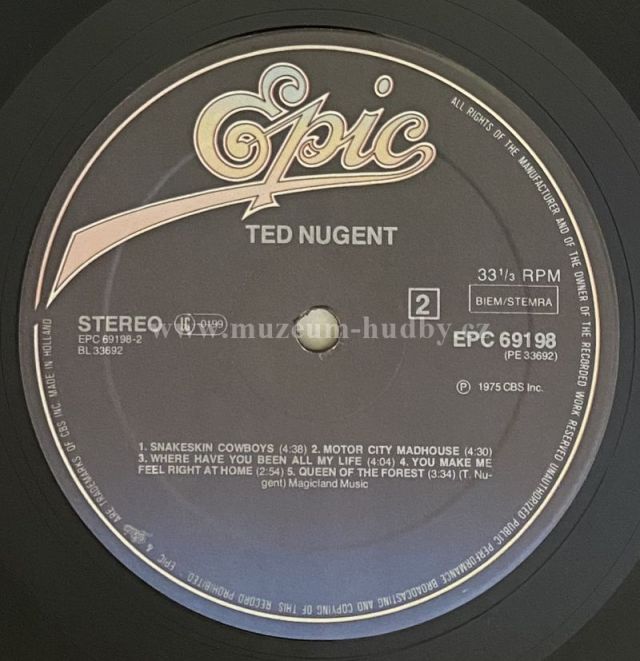 Epic
TED NUGENT
33 1/3 RPM
2
BIEM/STEMRA
STEREO LC -0199
EPC 69198-2
BL 33692
EPC 69198
(PE 33692)
℗ 1975 CBS Inc.
www.muzeum-hudby.cz
1. SNAKESKIN COWBOYS (4:38) 2. MOTOR CITY MADHOUSE (4:30)
3. WHERE HAVE YOU BEEN ALL MY LIFE (4:04) 4. YOU MAKE ME
FEEL RIGHT AT HOME (2:54) 5. QUEEN OF THE FOREST (3:34) (T. Nu-
gent) Magicland Music
ALL RIGHTS OF THE MANUFACTURER AND OF THE OWNER OF THE RECORDED WORK RESERVED UNAUTHORIZED PUBLIC PERFORMANCE BROADCASTING AND COPYING OF THIS RECORD PROHIBITED.
EPIC & Epic ARE TRADEMARKS OF CBS INC. MADE IN HOLLAND